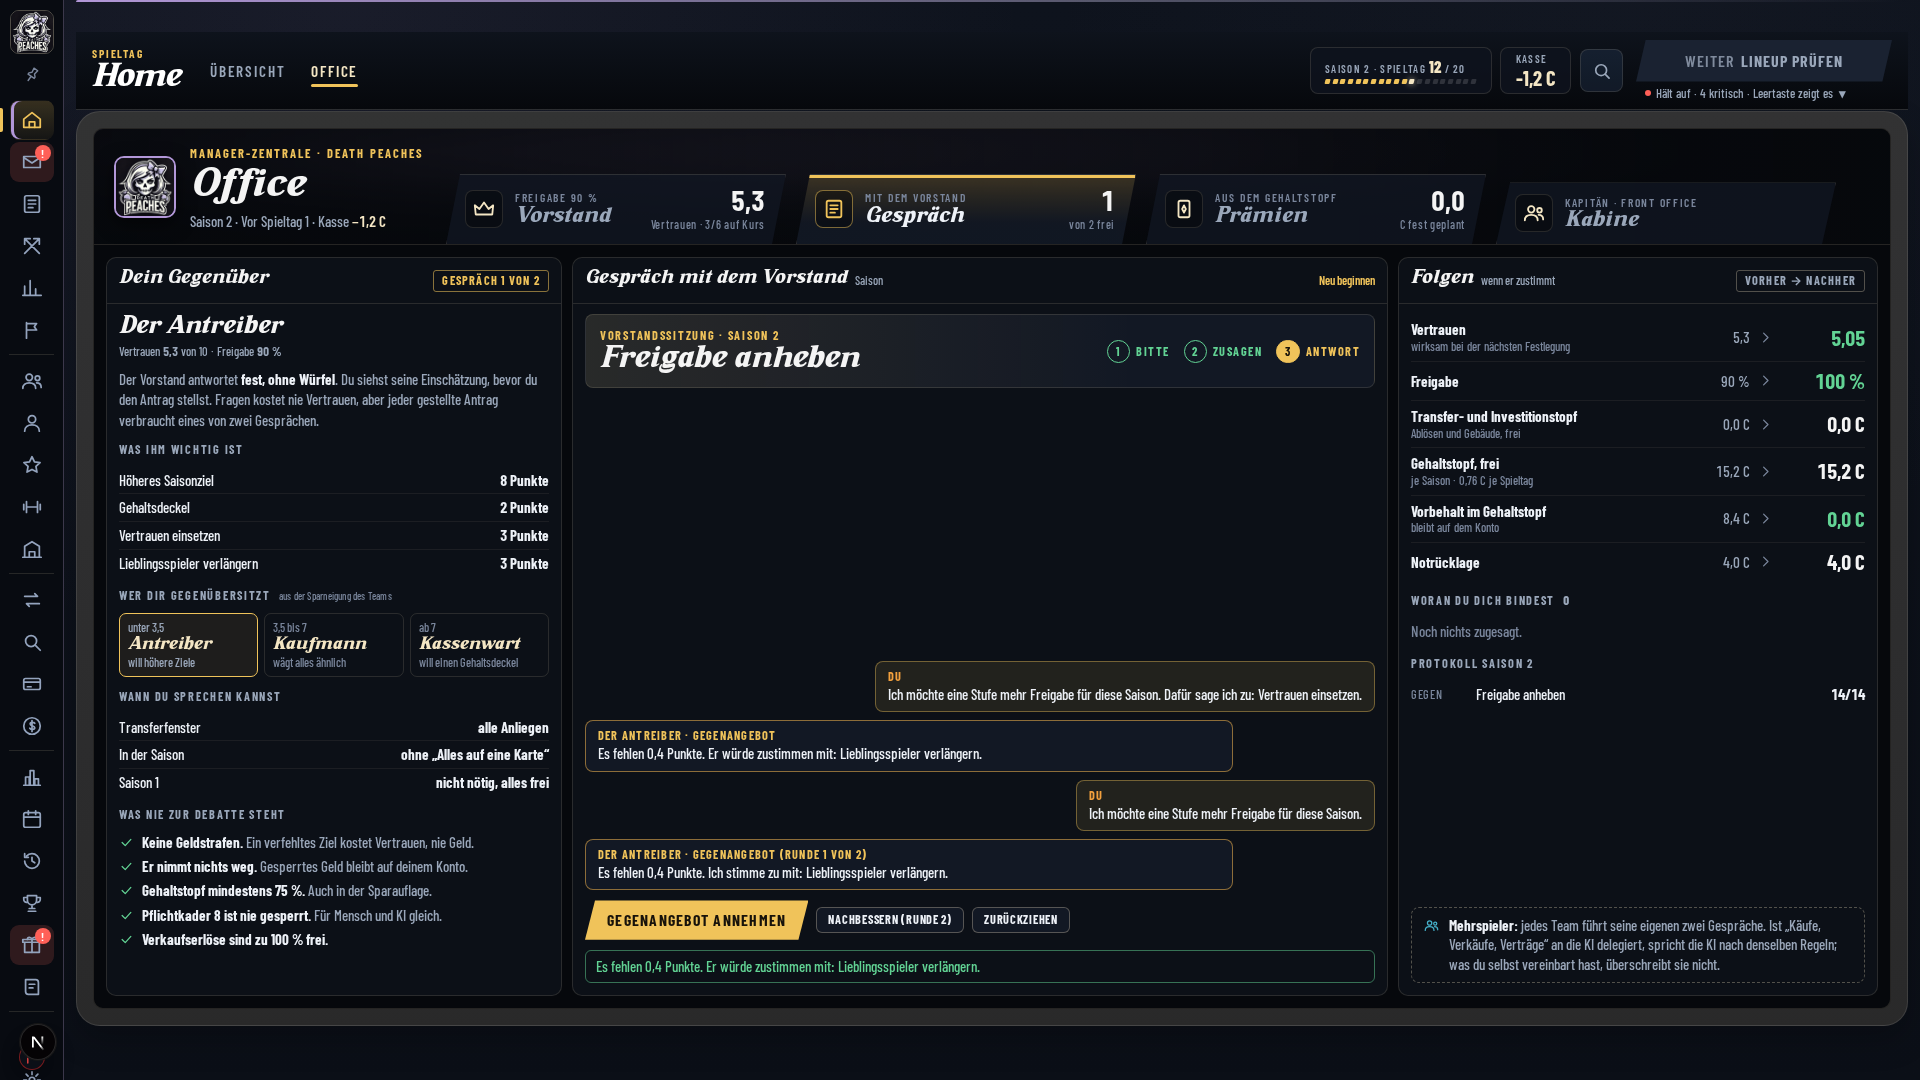 SPIELTAG
Home
ÜBERSICHT
OFFICE
SAISON 2 · SPIELTAG 12 / 20
KASSE
-1,2 C
WEITER LINEUP PRÜFEN
Hält auf · 4 kritisch · Leertaste zeigt es ▼
MANAGER-ZENTRALE · DEATH PEACHES
Office
Saison 2 · Vor Spieltag 1 · Kasse −1,2 C
FREIGABE 90 %
Vorstand
5,3
Vertrauen · 3/6 auf Kurs
MIT DEM VORSTAND
Gespräch
1
von 2 frei
AUS DEM GEHALTSTOPF
Prämien
0,0
C fest geplant
KAPITÄN · FRONT OFFICE
Kabine
Dein Gegenüber
GESPRÄCH 1 VON 2
Der Antreiber
Vertrauen 5,3 von 10 · Freigabe 90 %
Der Vorstand antwortet fest, ohne Würfel. Du siehst seine Einschätzung, bevor du
den Antrag stellst. Fragen kostet nie Vertrauen, aber jeder gestellte Antrag
verbraucht eines von zwei Gesprächen.
WAS IHM WICHTIG IST
Höheres Saisonziel 8 Punkte
Gehaltsdeckel 2 Punkte
Vertrauen einsetzen 3 Punkte
Lieblingsspieler verlängern 3 Punkte
WER DIR GEGENÜBERSITZT aus der Sparneigung des Teams
unter 3,5
Antreiber
will höhere Ziele
3,5 bis 7
Kaufmann
wägt alles ähnlich
ab 7
Kassenwart
will einen Gehaltsdeckel
WANN DU SPRECHEN KANNST
Transferfenster alle Anliegen
In der Saison ohne „Alles auf eine Karte“
Saison 1 nicht nötig, alles frei
WAS NIE ZUR DEBATTE STEHT
Keine Geldstrafen. Ein verfehltes Ziel kostet Vertrauen, nie Geld.
Er nimmt nichts weg. Gesperrtes Geld bleibt auf deinem Konto.
Gehaltstopf mindestens 75 %. Auch in der Sparauflage.
Pflichtkader 8 ist nie gesperrt. Für Mensch und KI gleich.
Verkaufserlöse sind zu 100 % frei.
Gespräch mit dem Vorstand Saison
Neu beginnen
VORSTANDSSITZUNG · SAISON 2
Freigabe anheben
1 BITTE
2 ZUSAGEN
3 ANTWORT
DU
Ich möchte eine Stufe mehr Freigabe für diese Saison. Dafür sage ich zu: Vertrauen einsetzen.
DER ANTREIBER · GEGENANGEBOT
Es fehlen 0,4 Punkte. Er würde zustimmen mit: Lieblingsspieler verlängern.
DU
Ich möchte eine Stufe mehr Freigabe für diese Saison.
DER ANTREIBER · GEGENANGEBOT (RUNDE 1 VON 2)
Es fehlen 0,4 Punkte. Ich stimme zu mit: Lieblingsspieler verlängern.
GEGENANGEBOT ANNEHMEN
NACHBESSERN (RUNDE 2)
ZURÜCKZIEHEN
Es fehlen 0,4 Punkte. Er würde zustimmen mit: Lieblingsspieler verlängern.
Folgen wenn er zustimmt
VORHER → NACHHER
Vertrauen 5,3 > 5,05
wirksam bei der nächsten Festlegung
Freigabe 90 % > 100 %
Transfer- und Investitionstopf 0,0 C > 0,0 C
Ablösen und Gebäude, frei
Gehaltstopf, frei 15,2 C > 15,2 C
je Saison · 0,76 C je Spieltag
Vorbehalt im Gehaltstopf 8,4 C > 0,0 C
bleibt auf dem Konto
Notrücklage 4,0 C > 4,0 C
WORAN DU DICH BINDEST 0
Noch nichts zugesagt.
PROTOKOLL SAISON 2
GEGEN Freigabe anheben 14/14
Mehrspieler: jedes Team führt seine eigenen zwei Gespräche. Ist „Käufe,
Verkäufe, Verträge“ an die KI delegiert, spricht die KI nach denselben Regeln;
was du selbst vereinbart hast, überschreibt sie nicht.
PEACHES
PEACHES
!
!
N